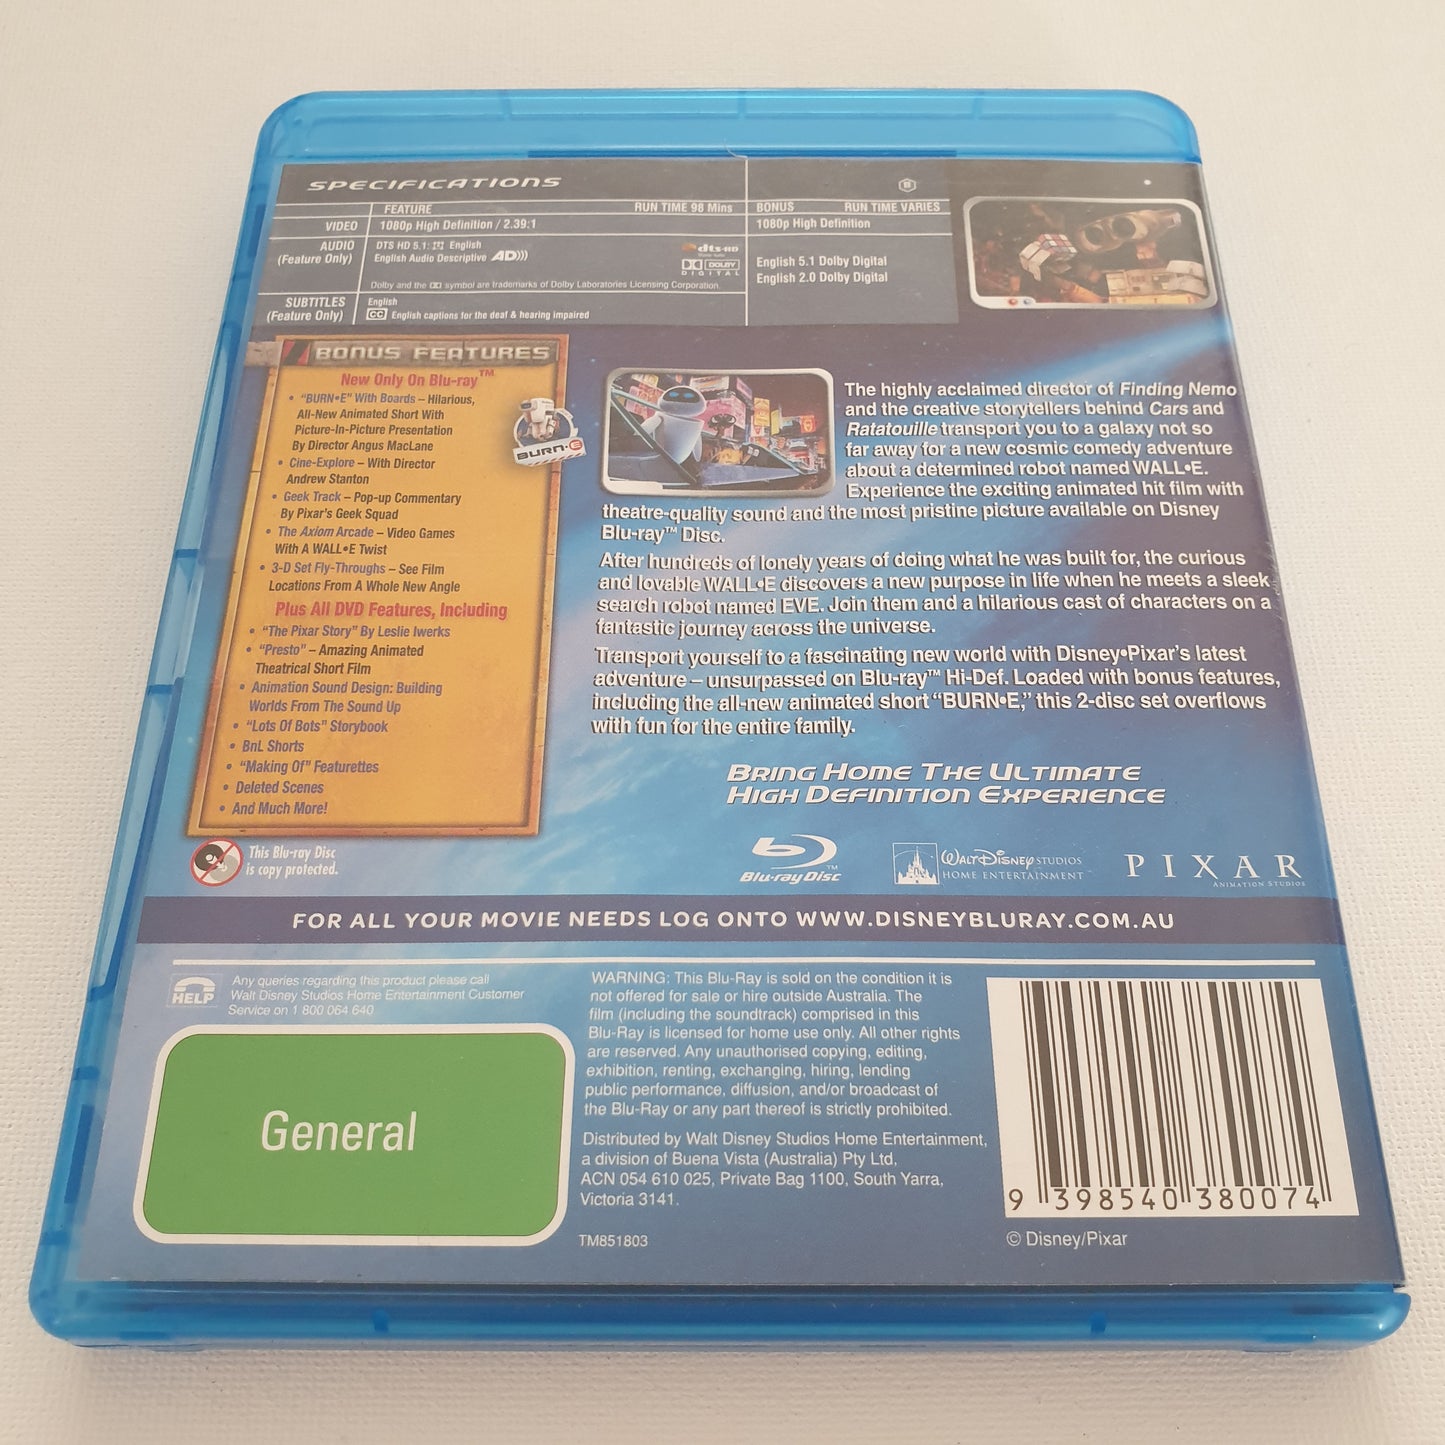 SPECIFICATIONS
B
FEATURE RUN TIME 98 Mins
BONUS RUN TIME VARIES
VIDEO 1080p High Definition / 2.39:1
1080p High Definition
AUDIO
(Feature Only)
DTS HD 5.1: English
English Audio Descriptive AD)))
dts-HD
DOLBY
DIGITAL
Dolby and the symbol are trademarks of Dolby Laboratories Licensing Corporation.
English 5.1 Dolby Digital
English 2.0 Dolby Digital
SUBTITLES
(Feature Only)
English
CC English captions for the deaf & hearing impaired
BONUS FEATURES
New Only On Blu-ray™
• “BURN•E” With Boards – Hilarious,
All-New Animated Short With
Picture-In-Picture Presentation
By Director Angus MacLane
• Cine-Explore – With Director
Andrew Stanton
• Geek Track – Pop-up Commentary
By Pixar's Geek Squad
• The Axiom Arcade – Video Games
With A WALL•E Twist
• 3-D Set Fly-Throughs – See Film
Locations From A Whole New Angle
Plus All DVD Features, Including
• “The Pixar Story” By Leslie Iwerks
• “Presto” – Amazing Animated
Theatrical Short Film
• Animation Sound Design: Building
Worlds From The Sound Up
• “Lots Of Bots” Storybook
• BnL Shorts
• “Making Of” Featurettes
• Deleted Scenes
• And Much More!
BURN-E
This Blu-ray Disc
is copy protected.
The highly acclaimed director of Finding Nemo
and the creative storytellers behind Cars and
Ratatouille transport you to a galaxy not so
far away for a new cosmic comedy adventure
about a determined robot named WALL•E.
Experience the exciting animated hit film with
theatre-quality sound and the most pristine picture available on Disney
Blu-ray™ Disc.
After hundreds of lonely years of doing what he was built for, the curious
and lovable WALL•E discovers a new purpose in life when he meets a sleek
search robot named EVE. Join them and a hilarious cast of characters on a
fantastic journey across the universe.
Transport yourself to a fascinating new world with Disney•Pixar's latest
adventure – unsurpassed on Blu-ray™ Hi-Def. Loaded with bonus features,
including the all-new animated short “BURN•E,” this 2-disc set overflows
with fun for the entire family.
BRING HOME THE ULTIMATE
HIGH DEFINITION EXPERIENCE
Blu-ray Disc
WALT DISNEY STUDIOS
HOME ENTERTAINMENT
PIXAR
ANIMATION STUDIOS
FOR ALL YOUR MOVIE NEEDS LOG ONTO WWW.DISNEYBLURAY.COM.AU
HELP
Any queries regarding this product please call
Walt Disney Studios Home Entertainment Customer
Service on 1 800 064 640
General
WARNING: This Blu-Ray is sold on the condition it is
not offered for sale or hire outside Australia. The
film (including the soundtrack) comprised in this
Blu-Ray is licensed for home use only. All other rights
are reserved. Any unauthorised copying, editing,
exhibition, renting, exchanging, hiring, lending
public performance, diffusion, and/or broadcast of
the Blu-Ray or any part thereof is strictly prohibited.
Distributed by Walt Disney Studios Home Entertainment,
a division of Buena Vista (Australia) Pty Ltd,
ACN 054 610 025, Private Bag 1100, South Yarra,
Victoria 3141.
TM851803
9 398540 380074
© Disney/Pixar